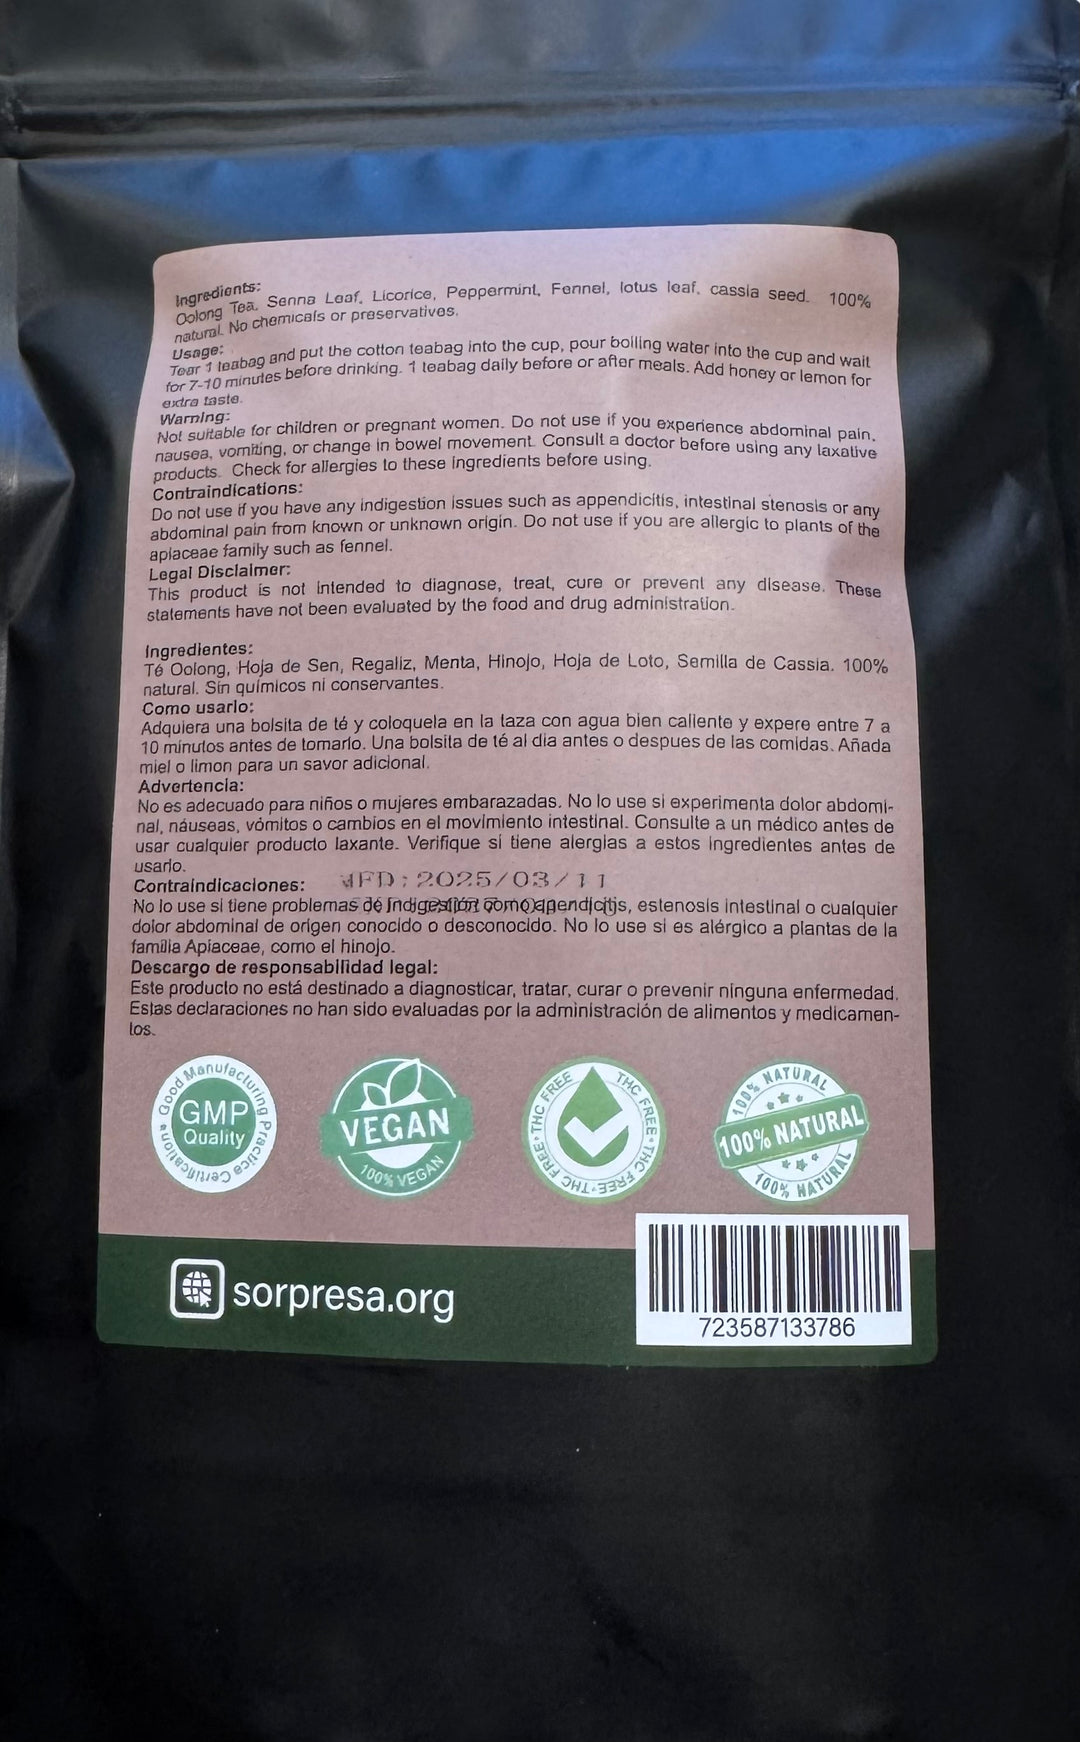 Ingredients:
Oolong Tea, Senna Leaf, Licorice, Peppermint, Fennel, lotus leaf, cassia seed. 100%
natural. No chemicals or preservatives.
Usage:
Tear 1 teabag and put the cotton teabag into the cup, pour boiling water into the cup and wait
for 7-10 minutes before drinking. 1 teabag daily before or after meals. Add honey or lemon for
extra taste.
Warning:
Not suitable for children or pregnant women. Do not use if you experience abdominal pain,
nausea, vomiting, or change in bowel movement. Consult a doctor before using any laxative
products. Check for allergies to these ingredients before using.
Contraindications:
Do not use if you have any indigestion issues such as appendicitis, intestinal stenosis or any
abdominal pain from known or unknown origin. Do not use if you are allergic to plants of the
apiaceae family such as fennel.
Legal Disclaimer:
This product is not intended to diagnose, treat, cure or prevent any disease. These
statements have not been evaluated by the food and drug administration.
Ingredientes:
Té Oolong, Hoja de Sen, Regaliz, Menta, Hinojo, Hoja de Loto, Semilla de Cassia. 100%
natural. Sin químicos ni conservantes.
Como usarlo:
Adquiera una bolsita de té y coloquela en la taza con agua bien caliente y expere entre 7 a
10 minutos antes de tomarlo. Una bolsita de té al dia antes o despues de las comidas. Añada
miel o limon para un savor adicional.
Advertencia:
No es adecuado para niños o mujeres embarazadas. No lo use si experimenta dolor abdomi-
nal, náuseas, vómitos o cambios en el movimiento intestinal. Consulte a un médico antes de
usar cualquier producto laxante. Verifique si tiene alergias a estos ingredientes antes de
usarlo.
Contraindicaciones: MFD: 2025/03/11
No lo use si tiene problemas de indigestión como apendicitis, estenosis intestinal o cualquier
dolor abdominal de origen conocido o desconocido. No lo use si es alérgico a plantas de la
familia Apiaceae, como el hinojo.
Descargo de responsabilidad legal:
Este producto no está destinado a diagnosticar, tratar, curar o prevenir ninguna enfermedad.
Estas declaraciones no han sido evaluadas por la administración de alimentos y medicamen-
tos.
Good Manufacturing Practice Certification
GMP
Quality
VEGAN
100% VEGAN
THC FREE • THC FREE • THC FREE • THC FREE
100% NATURAL
100% NATURAL
100% NATURAL
sorpresa.org
723587133786